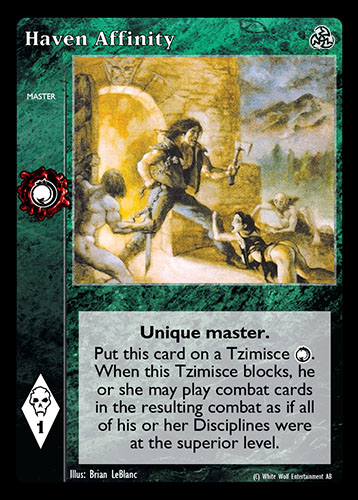 Haven Affinity
MASTER
Unique master.
Put this card on a Tzimisce.
When this Tzimisce blocks, he
or she may play combat cards
in the resulting combat as if all
of his or her Disciplines were
at the superior level.
1
Illus: Brian LeBlanc
(C) White Wolf Entertainment AB